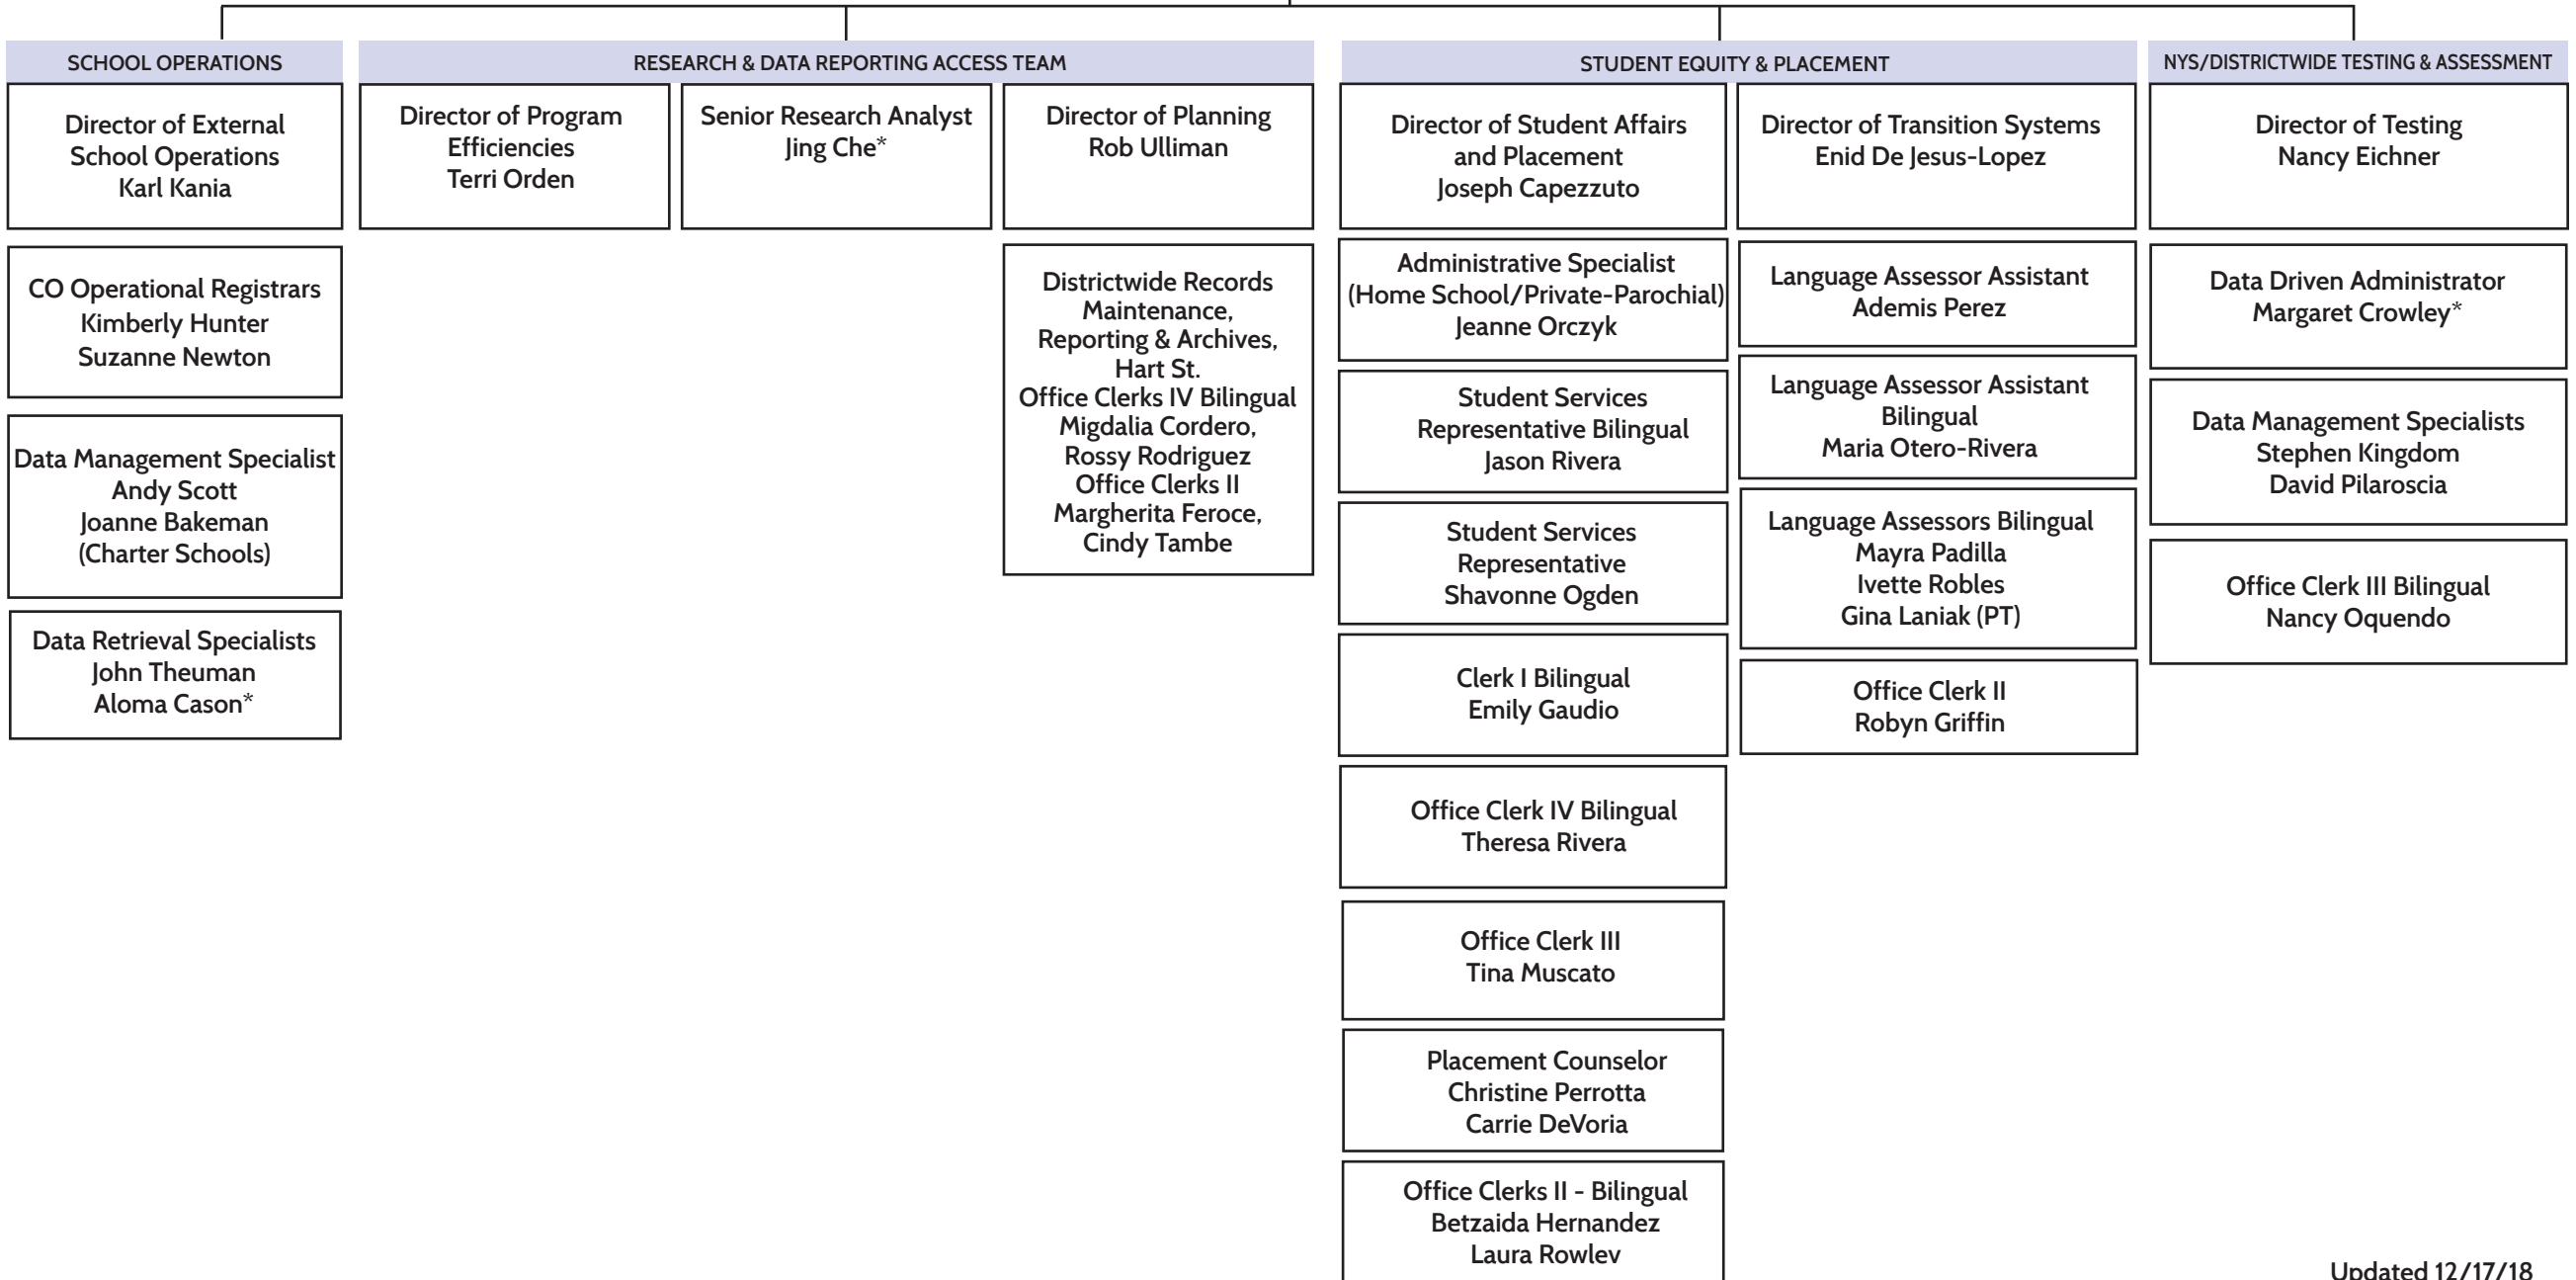 SCHOOL OPERATIONS
Director of External
School Operations
Karl Kania
CO Operational Registrars
Kimberly Hunter
Suzanne Newton
Data Management Specialist
Andy Scott
Joanne Bakeman
(Charter Schools)
Data Retrieval Specialists
John Theuman
Aloma Cason*
RESEARCH & DATA REPORTING ACCESS TEAM
Director of Program
Efficiencies
Terri Orden
Senior Research Analyst
Jing Che*
Director of Planning
Rob Ulliman
Districtwide Records
Maintenance,
Reporting & Archives,
Hart St.
Office Clerks IV Bilingual
Migdalia Cordero,
Rossy Rodriguez
Office Clerks II
Margherita Feroce,
Cindy Tambe
STUDENT EQUITY & PLACEMENT
Director of Student Affairs
and Placement
Joseph Capezzuto
Administrative Specialist
(Home School/Private-Parochial)
Jeanne Orczyk
Student Services
Representative Bilingual
Jason Rivera
Student Services
Representative
Shavonne Ogden
Clerk I Bilingual
Emily Gaudio
Office Clerk IV Bilingual
Theresa Rivera
Office Clerk III
Tina Muscato
Placement Counselor
Christine Perrotta
Carrie DeVoria
Office Clerks II - Bilingual
Betzaida Hernandez
Laura Rowley
Director of Transition Systems
Enid De Jesus-Lopez
Language Assessor Assistant
Ademis Perez
Language Assessor Assistant
Bilingual
Maria Otero-Rivera
Language Assessors Bilingual
Mayra Padilla
Ivette Robles
Gina Laniak (PT)
Office Clerk II
Robyn Griffin
NYS/DISTRICTWIDE TESTING & ASSESSMENT
Director of Testing
Nancy Eichner
Data Driven Administrator
Margaret Crowley*
Data Management Specialists
Stephen Kingdom
David Pilaroscia
Office Clerk III Bilingual
Nancy Oquendo
Updated 12/17/18